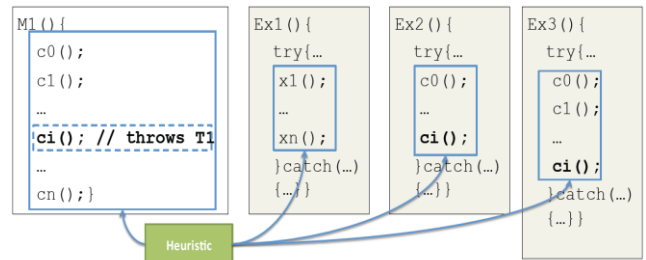 M1(){
c0();
c1();
…
ci(); // throws T1
…
cn();}
Ex1(){
try{…
x1();
…
xn();
}catch(…)
{…}}
Ex2(){
try{…
c0();
…
ci();
}catch(…)
{…}}
Ex3(){
try{…
c0();
c1();
…
ci();
}catch(…)
{…}}
Heuristic